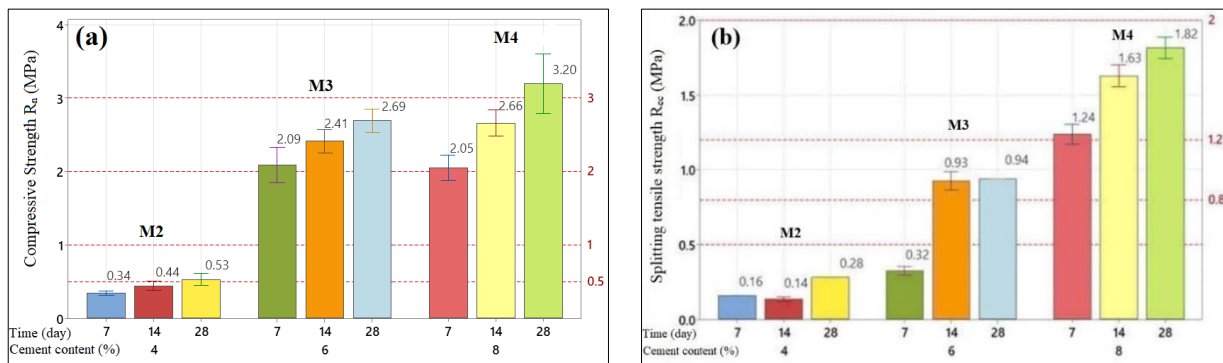 (a)
Compressive Strength Rn (MPa)
4
3
2
1
0
M2
M3
M4
0.34
0.44
0.53
2.09
2.41
2.69
2.05
2.66
3.20
3
2
1
0.5
Time (day)
7 14 28 7 14 28 7 14 28
Cement content (%)
4 6 8
(b)
Splitting tensile strength Rec (MPa)
2.0
1.5
1.0
0.5
0.0
M2
M3
M4
0.16
0.14
0.28
0.32
0.93
0.94
1.24
1.63
1.82
2
1.2
0.8
0.5
Time (day)
7 14 28 7 14 28 7 14 28
Cement content (%)
4 6 8